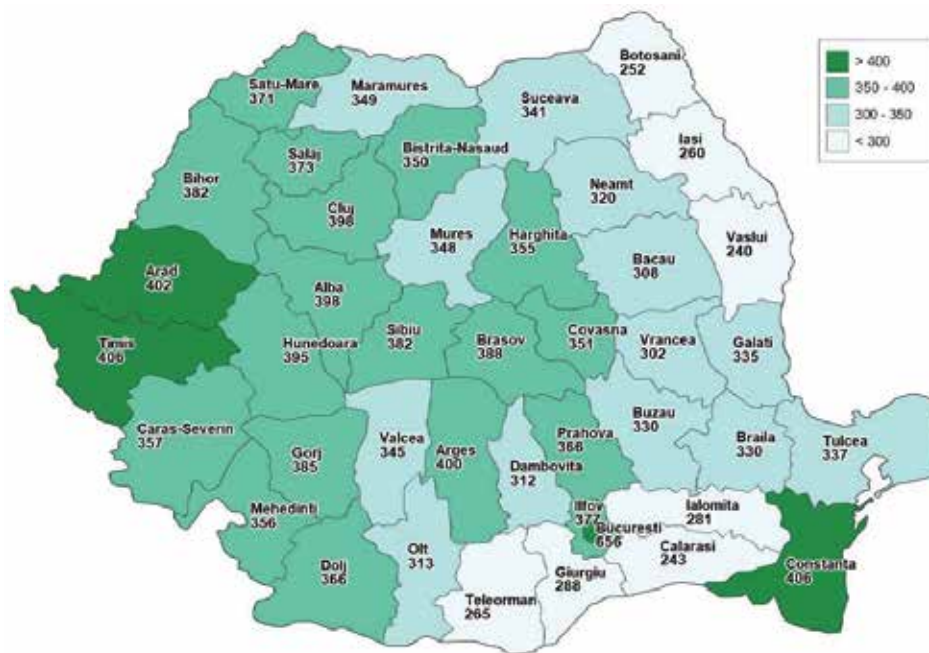 Botosani
252
> 400
350 - 400
300 - 350
< 300
Satu-Mare
371
Maramures
349
Suceava
341
Iasi
260
Salaj
373
Bistrita-Nasaud
350
Bihor
382
Neamt
320
Cluj
398
Mures
348
Harghita
355
Vaslui
240
Bacau
308
Arad
402
Alba
398
Timis
406
Hunedoara
395
Sibiu
382
Brasov
388
Covasna
351
Vrancea
302
Galati
335
Caras-Severin
357
Valcea
345
Arges
400
Prahova
366
Buzau
330
Braila
330
Tulcea
337
Gorj
385
Dambovita
312
Mehedinti
356
Ilfov
377
Bucuresti
656
Ialomita
281
Dolj
366
Olt
313
Teleorman
265
Giurgiu
288
Calarasi
243
Constanta
406